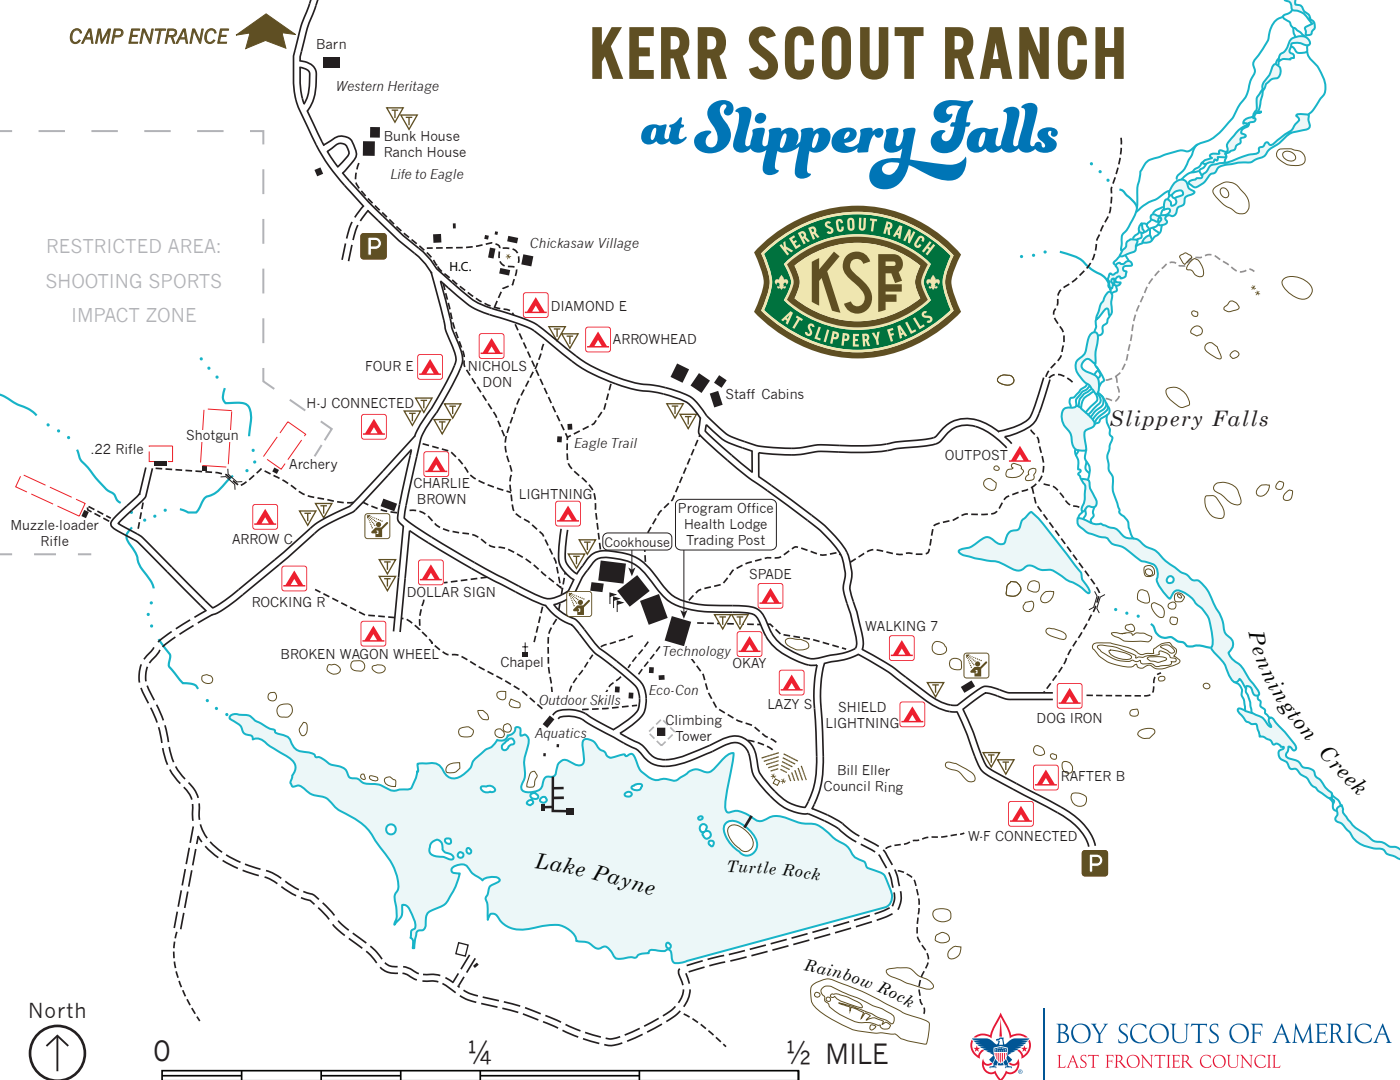 KERR SCOUT RANCH
at Slippery Falls
CAMP ENTRANCE
Barn
Western Heritage
T
T
Bunk House
Ranch House
Life to Eagle
P
H.C.
Chickasaw Village
KERR SCOUT RANCH
KSRF
AT SLIPPERY FALLS
RESTRICTED AREA:
SHOOTING SPORTS
IMPACT ZONE
DIAMOND E
ARROWHEAD
NICHOLS
DON
FOUR E
H-J CONNECTED
Staff Cabins
Slippery Falls
Shotgun
.22 Rifle
Archery
Eagle Trail
OUTPOST
CHARLIE
BROWN
LIGHTNING
Muzzle-loader
Rifle
ARROW C
Program Office
Health Lodge
Trading Post
Cookhouse
SPADE
ROCKING R
DOLLAR SIGN
WALKING 7
BROKEN WAGON WHEEL
Chapel
Technology
OKAY
Eco-Con
Outdoor Skills
LAZY S
SHIELD
LIGHTNING
DOG IRON
Pennington Creek
Aquatics
Climbing
Tower
Bill Eller
Council Ring
RAFTER B
W-F CONNECTED
P
Lake Payne
Turtle Rock
Rainbow Rock
North
0
¼
½ MILE
BOY SCOUTS OF AMERICA
LAST FRONTIER COUNCIL